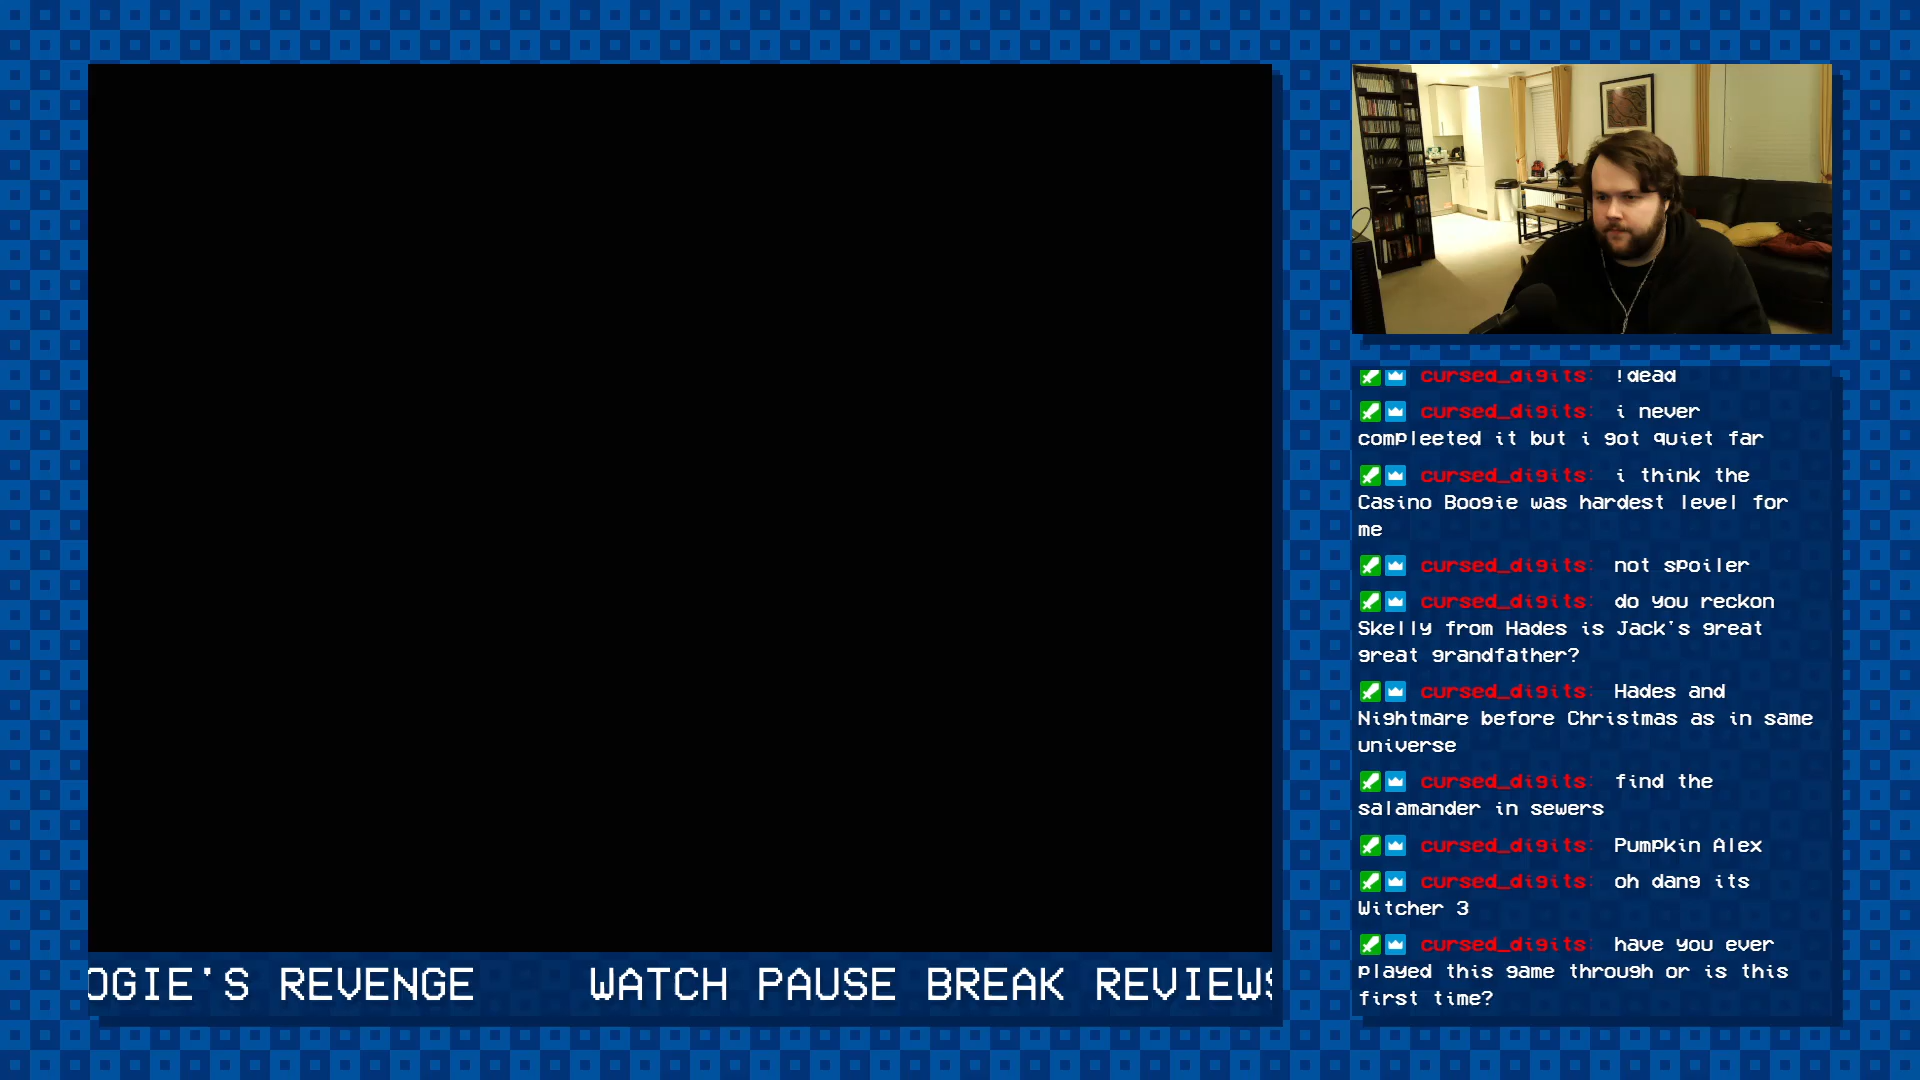 cursed_digits: !dead
cursed_digits: i never
compleeted it but i got quiet far
cursed_digits: i think the
Casino Boogie was hardest level for
me
cursed_digits: not spoiler
cursed_digits: do you reckon
Skelly from Hades is Jack's great
great grandfather?
cursed_digits: Hades and
Nightmare before Christmas as in same
universe
cursed_digits: find the
salamander in sewers
cursed_digits: Pumpkin Alex
cursed_digits: oh dang its
Witcher 3
cursed_digits: have you ever
played this game through or is this
first time?
OGIE'S REVENGE WATCH PAUSE BREAK REVIEWS